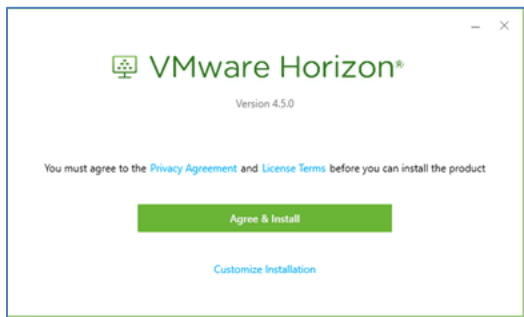 VMware Horizon®
Version 4.5.0
You must agree to the Privacy Agreement and License Terms before you can install the product
Agree & Install
Customize Installation